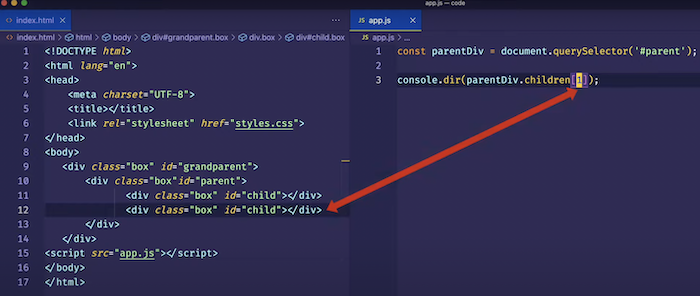 app.js — code
index.html ×
app.js ×
index.html > html > body > div#grandparent.box > div.box > div#child.box
app.js > ...
1 <!DOCTYPE html>
2 <html lang="en">
3 <head>
4 <meta charset="UTF-8">
5 <title></title>
6 <link rel="stylesheet" href="styles.css">
7 </head>
8 <body>
9 <div class="box" id="grandparent">
10 <div class="box"id="parent">
11 <div class="box" id="child"></div>
12 <div class="box" id="child"></div>
13 </div>
14 </div>
15 <script src="app.js"></script>
16 </body>
17 </html>
1 const parentDiv = document.querySelector('#parent');
2
3 console.dir(parentDiv.children[1]);